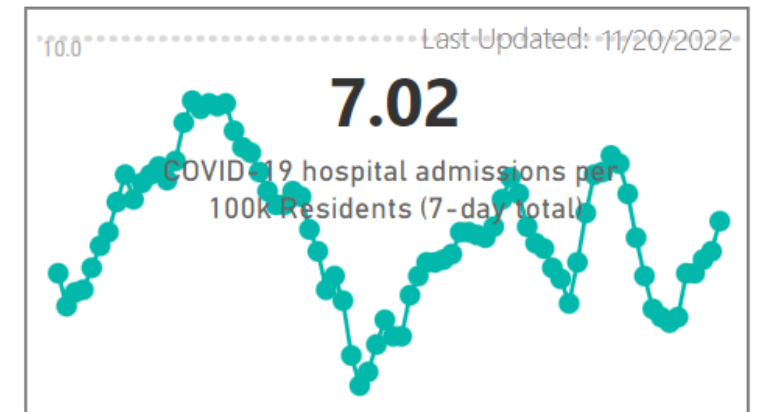 Last Updated: 11/20/2022
10.0
7.02
COVID-19 hospital admissions per
100k Residents (7-day total)